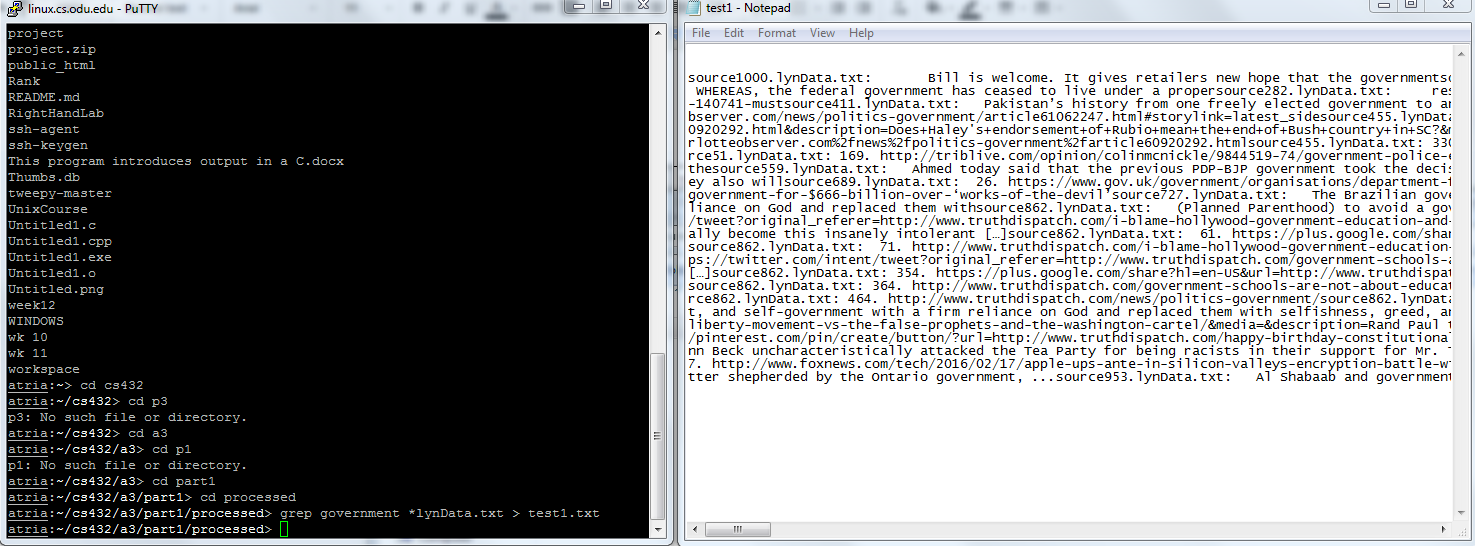 linux.cs.odu.edu - PuTTY
project
project.zip
public_html
Rank
README.md
RightHandLab
ssh-agent
ssh-keygen
This program introduces output in a C.docx
Thumbs.db
tweepy-master
UnixCourse
Untitled1.c
Untitled1.cpp
Untitled1.exe
Untitled1.o
Untitled.png
week12
WINDOWS
wk 10
wk 11
workspace
atria:~> cd cs432
atria:~/cs432> cd p3
p3: No such file or directory.
atria:~/cs432> cd a3
atria:~/cs432/a3> cd p1
p1: No such file or directory.
atria:~/cs432/a3> cd part1
atria:~/cs432/a3/part1> cd processed
atria:~/cs432/a3/part1/processed> grep government *lynData.txt > test1.txt
atria:~/cs432/a3/part1/processed>
test1 - Notepad
File Edit Format View Help
source1000.lynData.txt: Bill is welcome. It gives retailers new hope that the governments
WHEREAS, the federal government has ceased to live under a propersource282.lynData.txt: res
-140741-mustsource411.lynData.txt: Pakistan's history from one freely elected government to an
bserver.com/news/politics-government/article61062247.html#storylink=latest_sidesource455.lynData
0920292.html&description=Does+Haley's+endorsement+of+Rubio+mean+the+end+of+Bush+country+in+SC?&m
rlotteobserver.com%2fnews%2fpolitics-government%2farticle60920292.htmlsource455.lynData.txt: 330
rce51.lynData.txt: 169. http://triblive.com/opinion/colinmcnickle/9844519-74/government-police-e
thesource559.lynData.txt: Ahmed today said that the previous PDP-BJP government took the decis
ey also willsource689.lynData.txt: 26. https://www.gov.uk/government/organisations/department-f
government-for-$666-billion-over-‘works-of-the-devil’source727.lynData.txt: The Brazilian gove
liance on God and replaced them withsource862.lynData.txt: (Planned Parenthood) to avoid a gov
/tweet?original_referer=http://www.truthdispatch.com/i-blame-hollywood-government-education-and-
ally become this insanely intolerant […]source862.lynData.txt: 61. https://plus.google.com/shar
source862.lynData.txt: 71. http://www.truthdispatch.com/i-blame-hollywood-government-education-
ps://twitter.com/intent/tweet?original_referer=http://www.truthdispatch.com/government-schools-a
[…]source862.lynData.txt: 354. https://plus.google.com/share?hl=en-US&url=http://www.truthdispat
source862.lynData.txt: 364. http://www.truthdispatch.com/government-schools-are-not-about-educat
rce862.lynData.txt: 464. http://www.truthdispatch.com/news/politics-government/source862.lynData
t, and self-government with a firm reliance on God and replaced them with selfishness, greed, an
liberty-movement-vs-the-false-prophets-and-the-washington-cartel/&media=&description=Rand Paul t
/pinterest.com/pin/create/button/?url=http://www.truthdispatch.com/happy-birthday-constitutional
nn Beck uncharacteristically attacked the Tea Party for being racists in their support for Mr. T
7. http://www.foxnews.com/tech/2016/02/17/apple-ups-ante-in-silicon-valleys-encryption-battle-wi
tter shepherded by the Ontario government, ...source953.lynData.txt: Al Shabaab and government